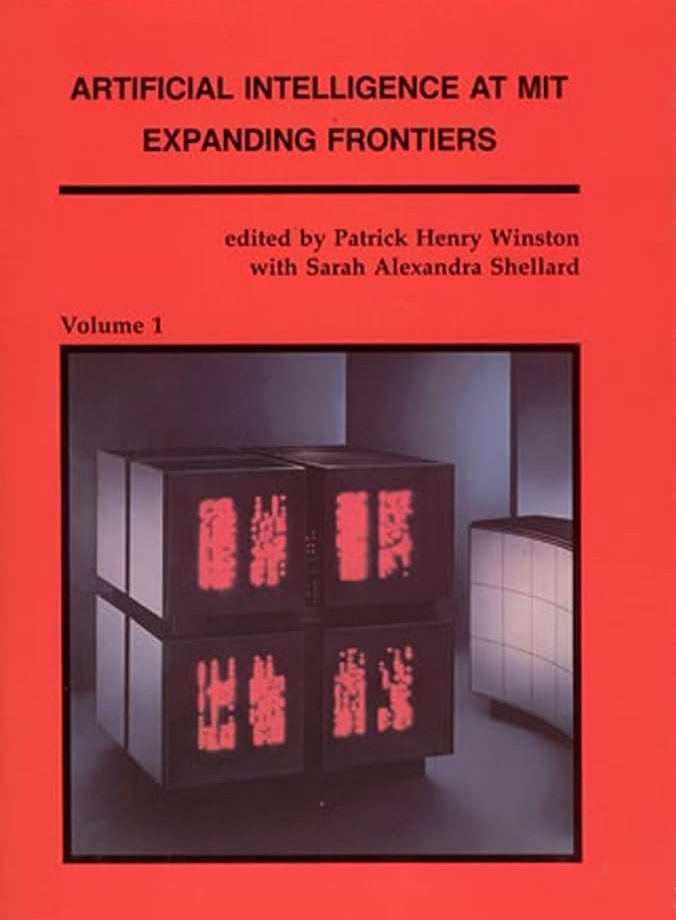 ARTIFICIAL INTELLIGENCE AT MIT
EXPANDING FRONTIERS
edited by Patrick Henry Winston
with Sarah Alexandra Shellard
Volume 1